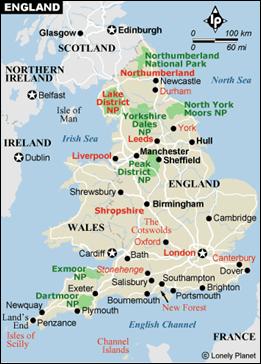 ENGLAND
Glasgow
Edinburgh
SCOTLAND
lp
0 100 km
0 60 mi
Northumberland
National Park
NORTHERN
IRELAND
Northumberland
Newcastle
North Sea
Belfast
Durham
Isle of
Man
Lake
District
NP
North York
Moors NP
Yorkshire
Dales
NP
York
Irish Sea
Leeds
Hull
IRELAND
Manchester
Dublin
Liverpool
Sheffield
Peak
District
NP
ENGLAND
Shrewsbury
Birmingham
Shropshire
Cambridge
WALES
The
Cotswolds
Oxford
Cardiff
Bath
London
Canterbury
Exmoor
NP
Stonehenge
Dover
Salisbury
Southampton
Brighton
Exeter
Newquay
Dartmoor
NP
Bournemouth
Portsmouth
Land's
End
Plymouth
New Forest
Isles of
Scilly
Penzance
English Channel
Channel
Islands
FRANCE
© Lonely Planet